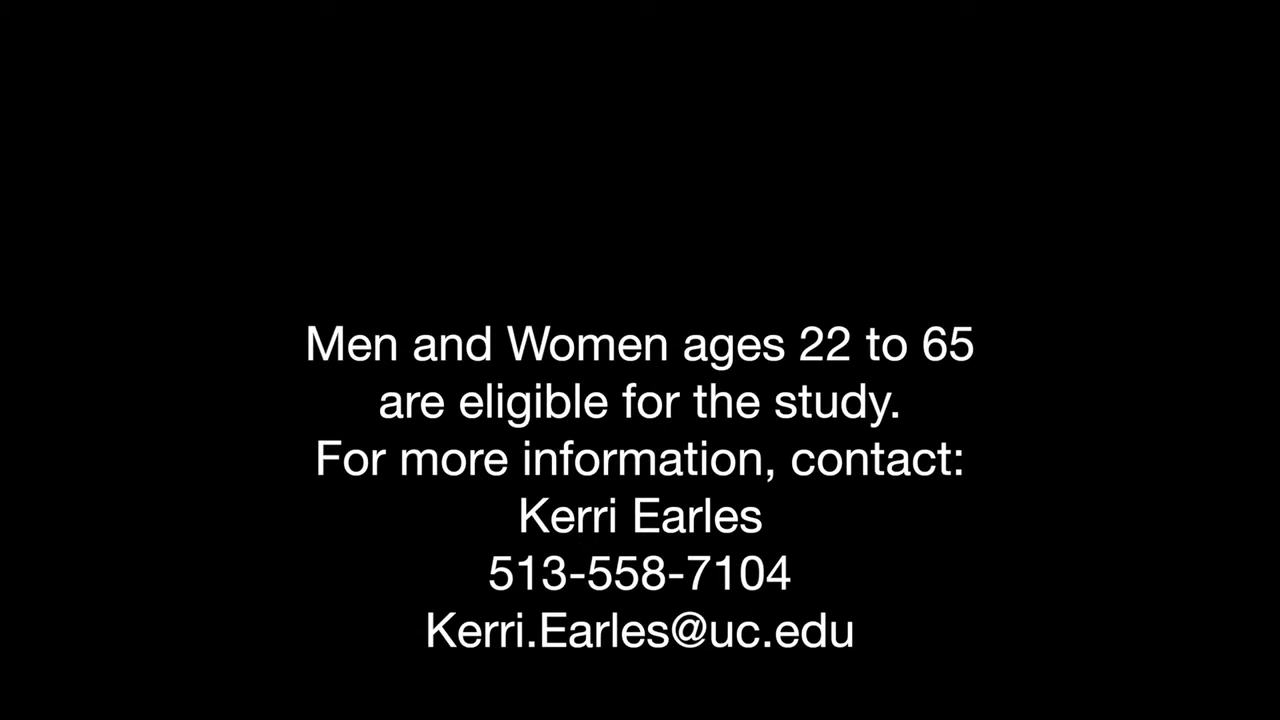 Men and Women ages 22 to 65
are eligible for the study.
For more information, contact:
Kerri Earles
513-558-7104
Kerri.Earles@uc.edu